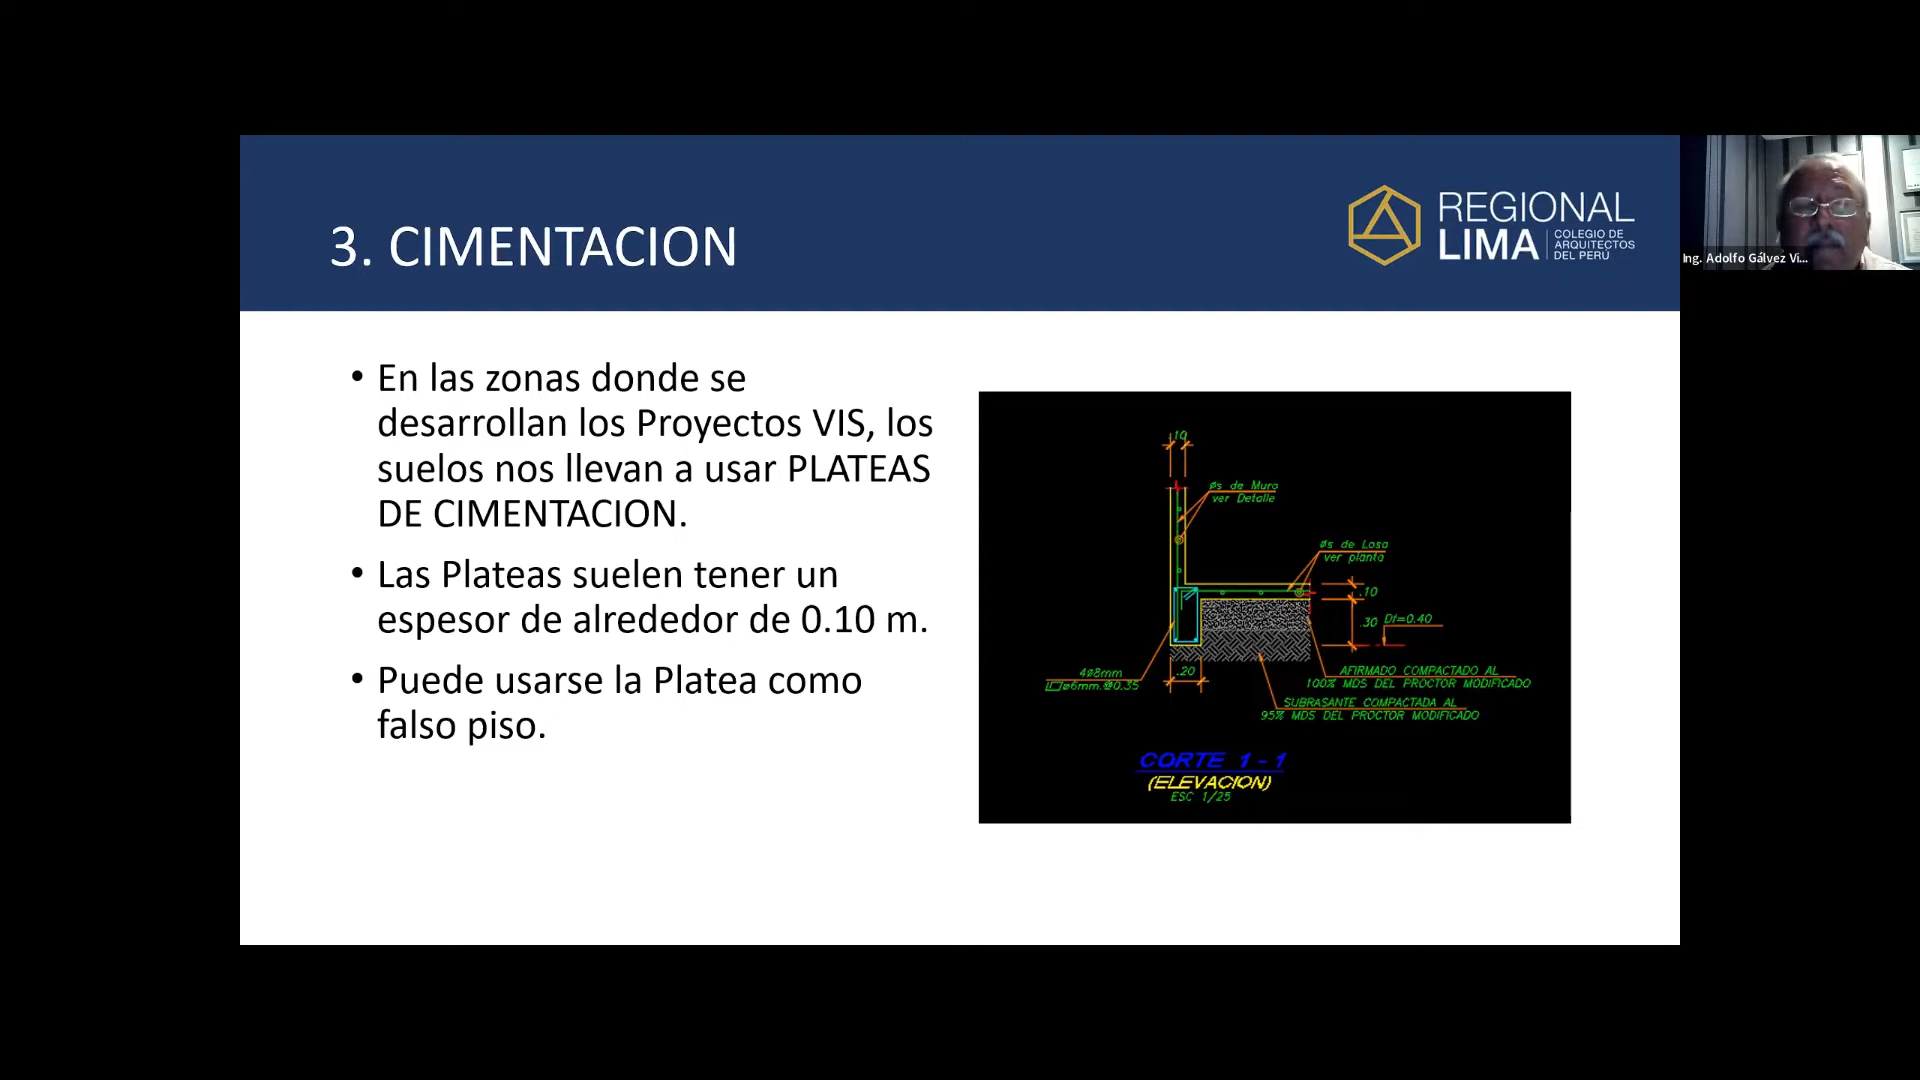 3. CIMENTACION
REGIONAL
LIMA
COLEGIO DE
ARQUITECTOS
DEL PERÚ
Ing. Adolfo Gálvez Vi...
• En las zonas donde se
desarrollan los Proyectos VIS, los
suelos nos llevan a usar PLATEAS
DE CIMENTACION.
• Las Plateas suelen tener un
espesor de alrededor de 0.10 m.
• Puede usarse la Platea como
falso piso.
.10
Øs de Muro
ver Detalle
Øs de Losa
ver planta
.10
.30
Df=0.40
4ø8mm
ø6mm.@0.35
.20
AFIRMADO COMPACTADO AL
100% MDS DEL PROCTOR MODIFICADO
SUBRASANTE COMPACTADA AL
95% MDS DEL PROCTOR MODIFICADO
CORTE 1-1
(ELEVACION)
ESC 1/25